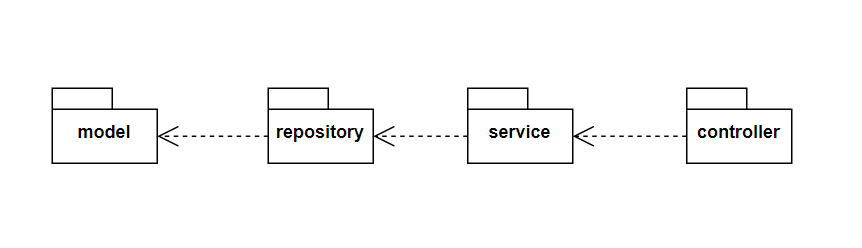 model
repository
service
controller